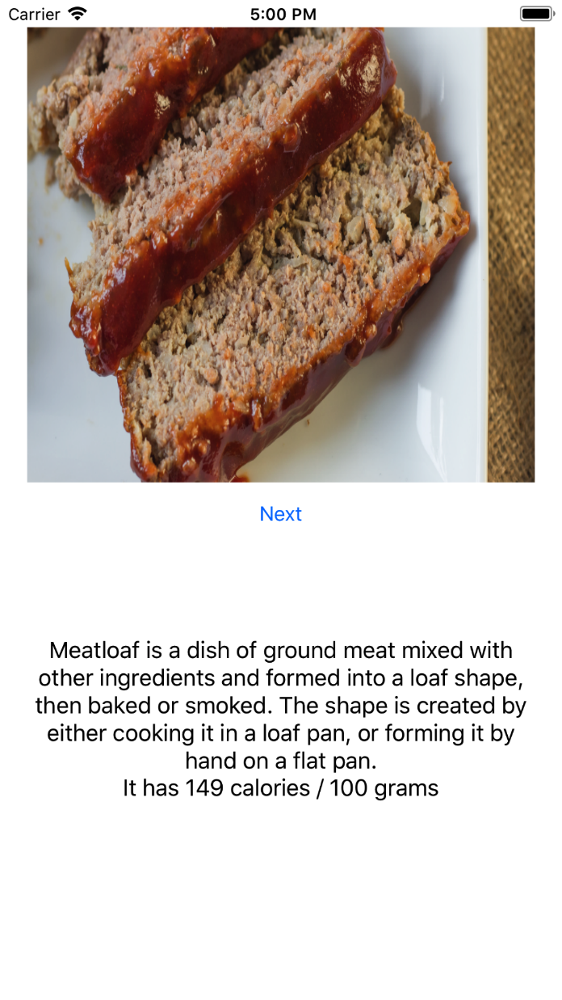 Carrier 5:00 PM
Next
Meatloaf is a dish of ground meat mixed with
other ingredients and formed into a loaf shape,
then baked or smoked. The shape is created by
either cooking it in a loaf pan, or forming it by
hand on a flat pan.
It has 149 calories / 100 grams